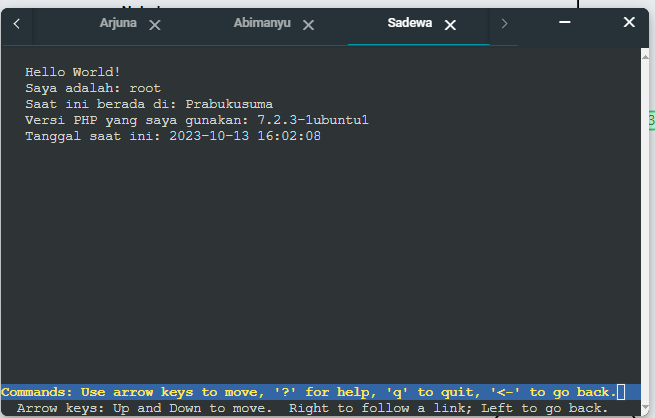 Arjuna
Abimanyu
Sadewa
Hello World!
Saya adalah: root
Saat ini berada di: Prabukusuma
Versi PHP yang saya gunakan: 7.2.3-1ubuntu1
Tanggal saat ini: 2023-10-13 16:02:08
3
Commands: Use arrow keys to move, '?' for help, 'q' to quit, '<-' to go back.
Arrow keys: Up and Down to move.  Right to follow a link; Left to go back.